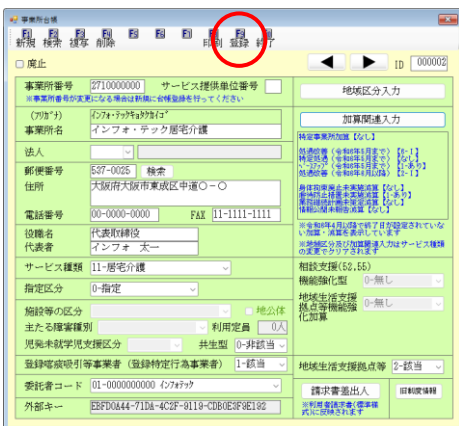 事業所台帳
F1 F2 F3 F4 F5 F6 F7 F8 F9
新規 検索 複写 削除 印刷 登録 終了
廃止
◀ ▶ ID 000002
事業所番号 2710000000 サービス提供単位番号
※事業所番号が変更になる場合は新規に台帳登録を行ってください
(フリガナ) インフォ・テックキョタクカイゴ
事業所名 インフォ・テック居宅介護
法人
郵便番号 537-0025 検索
住所 大阪府大阪市東成区中道○-○
電話番号 00-0000-0000 FAX 11-1111-1111
役職名 代表取締役
代表者 インフォ 太一
サービス種類 11-居宅介護
指定区分 0-指定
施設等の区分 地公体
主たる障害種別 利用定員 0人
児発未就学児支援区分 共生型 0-非該当
登録喀痰吸引等事業者(登録特定行為事業者) 1-該当
委託者コード 01-0000000000 インフォテック
外部キー EBFD0A44-71DA-4C2F-9119-CDB0E3F9E192
地域区分入力
加算関連入力
特定事業所加算【なし】
処遇改善(令和6年5月まで)【8-1】
特定処遇(令和6年5月まで)【2-1】
ベースアップ(令和6年5月まで)【1-あり】
処遇改善(令和6年6月以降)【2-1】
身体拘束廃止未実施減算【なし】
虐待防止措置未実施減算【1-あり】
業務継続計画未策定減算【なし】
情報公開未報告減算【なし】
※令和6年4月以降で終了日が設定されていない加算・減算を表示しています
※地域区分及び加算関連入力はサービス種類の変更でクリアされます
相談支援(52,55)
機能強化型 0-無し
地域生活支援拠点等機能強化加算 0-無し
地域生活支援拠点等 2-該当
請求書差出人 旧制度情報
※利用者請求書(標準様式)に反映されます